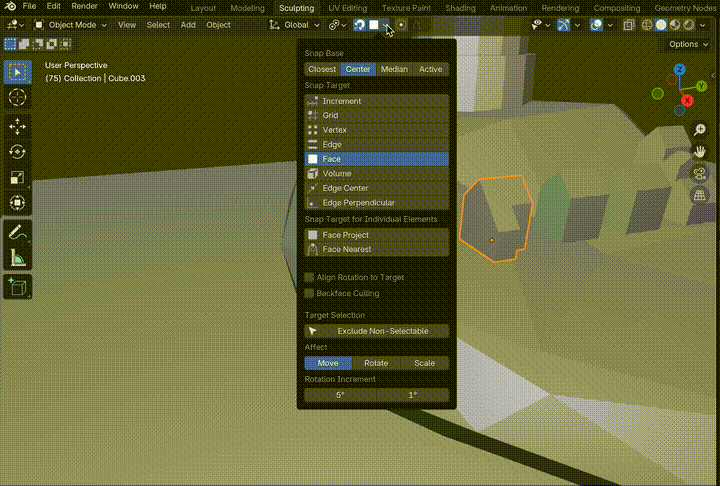 File Edit Render Window Help Layout Modeling Sculpting UV Editing Texture Paint Shading Animation Rendering Compositing Geometry Nodes
Object Mode View Select Add Object Global
Options
User Perspective
(75) Collection | Cube.003
Z
Y
X
Snap Base
Closest Center Median Active
Snap Target
Increment
Grid
Vertex
Edge
Face
Volume
Edge Center
Edge Perpendicular
Snap Target for Individual Elements
Face Project
Face Nearest
Align Rotation to Target
Backface Culling
Target Selection
Exclude Non-Selectable
Affect
Move Rotate Scale
Rotation Increment
5° 1°